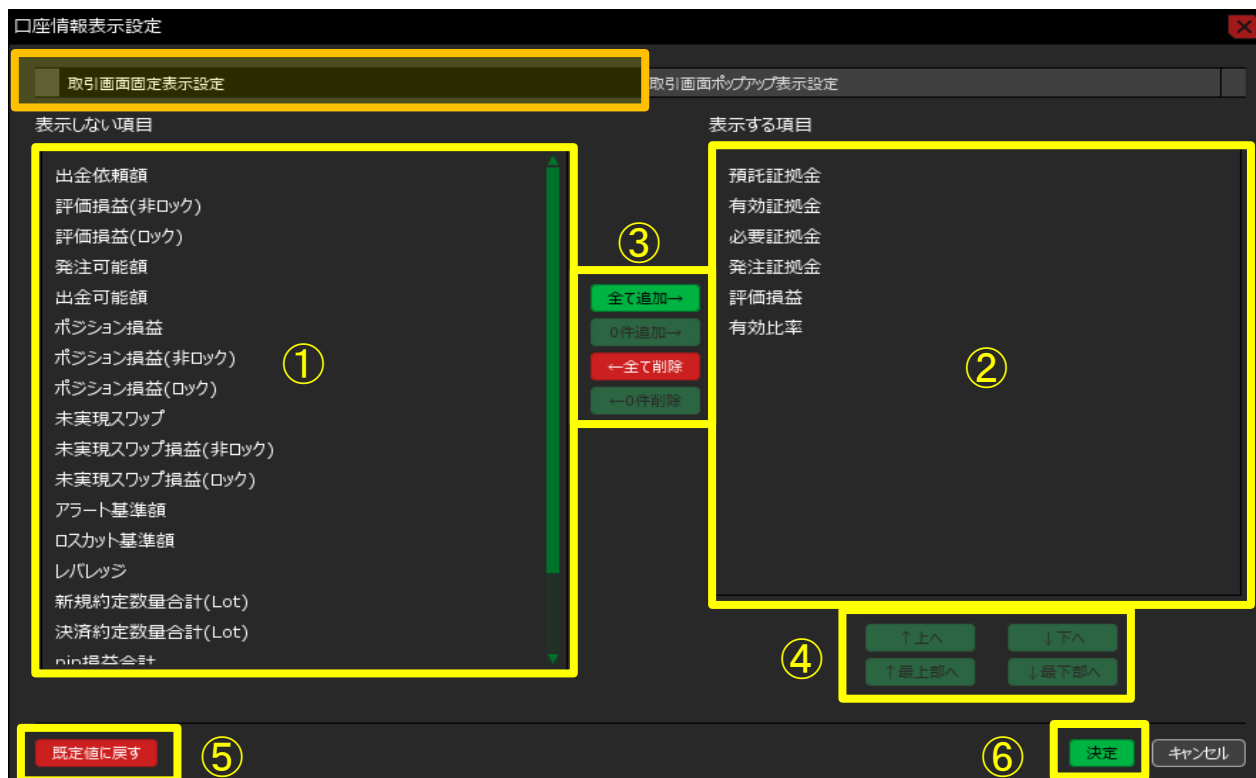 口座情報表示設定
取引画面固定表示設定
取引画面ポップアップ表示設定
表示しない項目
表示する項目
出金依頼額
評価損益(非ロック)
評価損益(ロック)
発注可能額
出金可能額
ポジション損益
ポジション損益(非ロック)
ポジション損益(ロック)
未実現スワップ
未実現スワップ損益(非ロック)
未実現スワップ損益(ロック)
アラート基準額
ロスカット基準額
レバレッジ
新規約定数量合計(Lot)
決済約定数量合計(Lot)
pip損益合計
①
③
全て追加→
0件追加→
←全て削除
←0件削除
預託証拠金
有効証拠金
必要証拠金
発注証拠金
評価損益
有効比率
②
④
↑上へ
↓下へ
↑最上部へ
↓最下部へ
既定値に戻す
⑤
⑥
決定
キャンセル